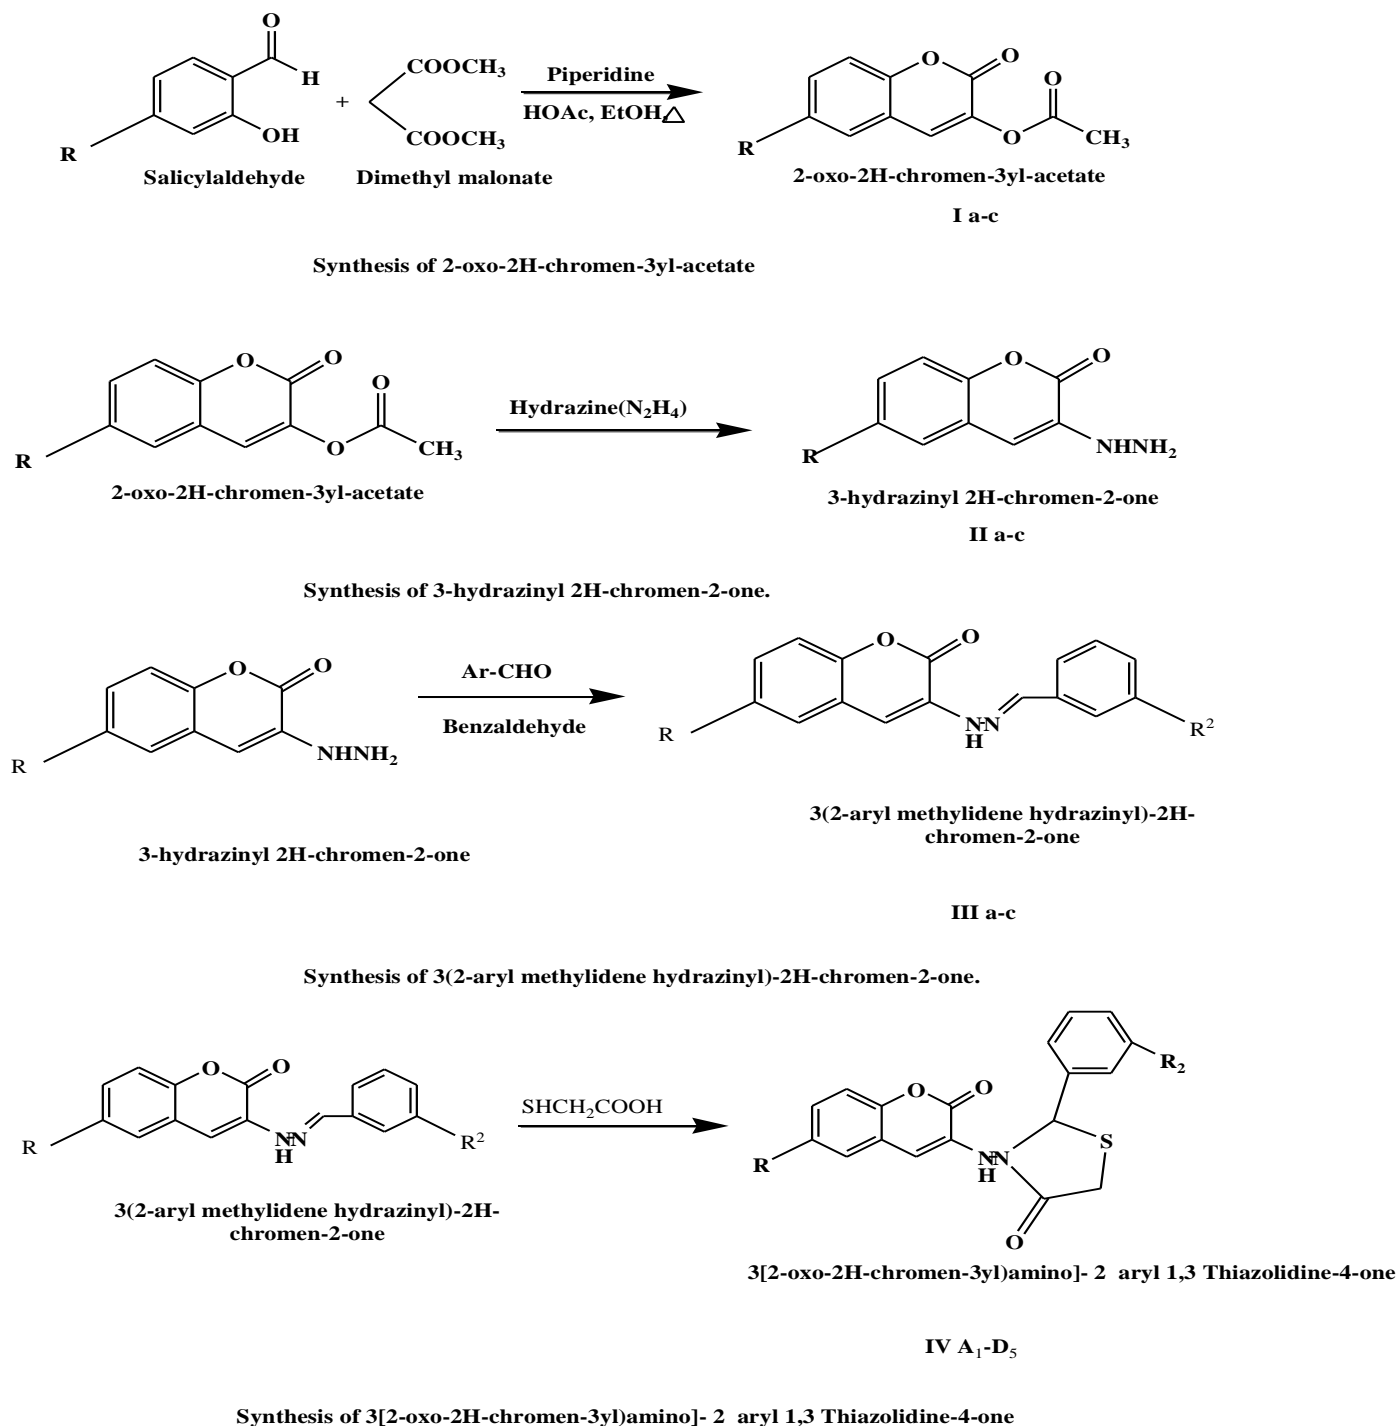 O
H
OH
R
Salicylaldehyde
+
COOCH3
COOCH3
Dimethyl malonate
Piperidine
HOAc, EtOH,△
O
O
O
O
CH3
R
2-oxo-2H-chromen-3yl-acetate
I a-c
Synthesis of 2-oxo-2H-chromen-3yl-acetate
O
O
O
O
CH3
R
2-oxo-2H-chromen-3yl-acetate
Hydrazine(N2H4)
O
O
NHNH2
R
3-hydrazinyl 2H-chromen-2-one
II a-c
Synthesis of 3-hydrazinyl 2H-chromen-2-one.
O
O
NHNH2
R
3-hydrazinyl 2H-chromen-2-one
Ar-CHO
Benzaldehyde
O
O
N-N
H
R
R2
3(2-aryl methylidene hydrazinyl)-2H-
chromen-2-one
III a-c
Synthesis of 3(2-aryl methylidene hydrazinyl)-2H-chromen-2-one.
O
O
N-N
H
R
R2
3(2-aryl methylidene hydrazinyl)-2H-
chromen-2-one
SHCH2COOH
R2
O
O
S
N-N
H
R
O
3[2-oxo-2H-chromen-3yl)amino]- 2 aryl 1,3 Thiazolidine-4-one
IV A1-D5
Synthesis of 3[2-oxo-2H-chromen-3yl)amino]- 2 aryl 1,3 Thiazolidine-4-one